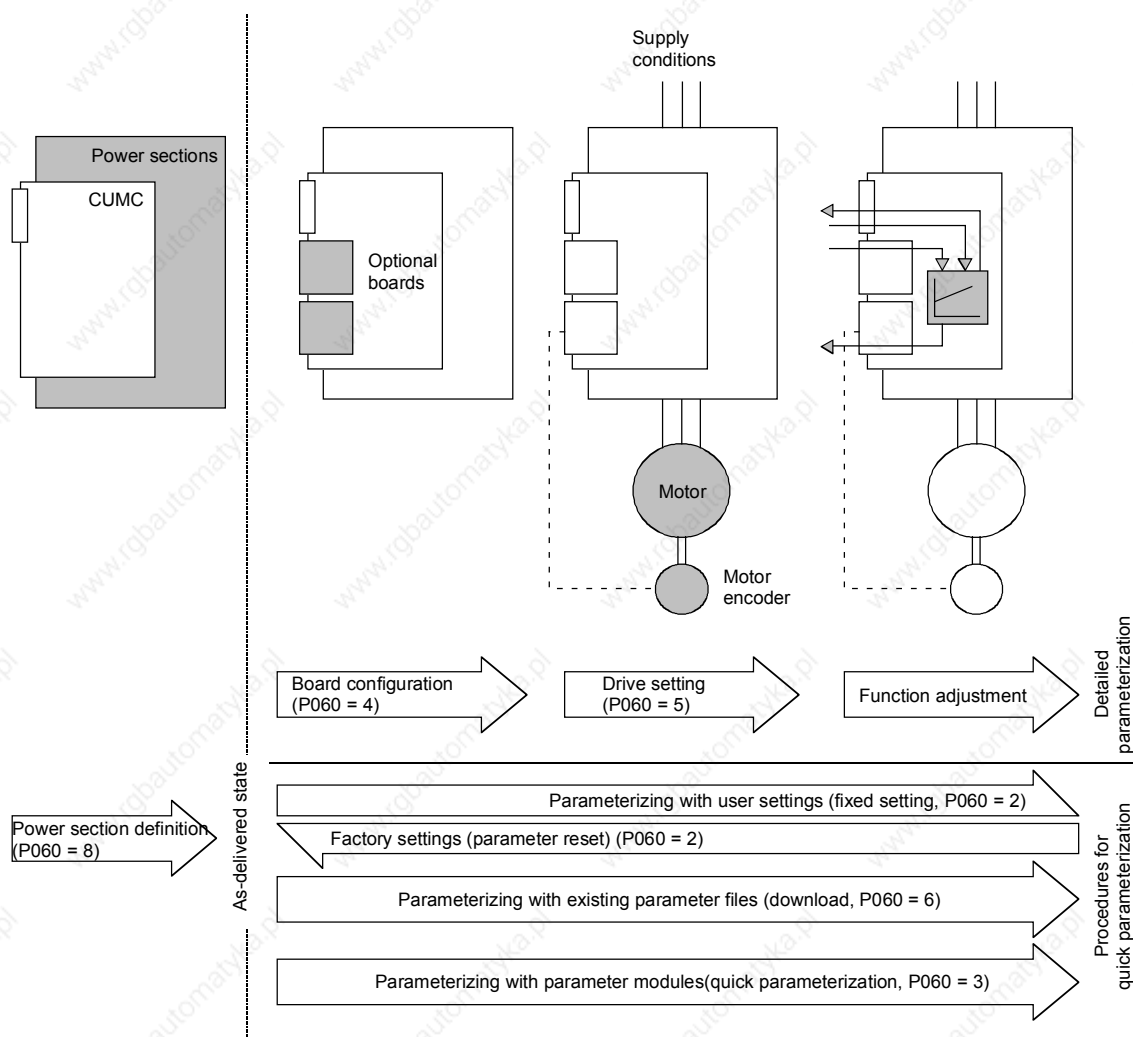 Supply
conditions
Power sections
CUMC
Optional
boards
Motor
Motor
encoder
Board configuration
(P060 = 4)
Drive setting
(P060 = 5)
Function adjustment
Detailed
parameterization
As-delivered state
Power section definition
(P060 = 8)
Parameterizing with user settings (fixed setting, P060 = 2)
Factory settings (parameter reset) (P060 = 2)
Parameterizing with existing parameter files (download, P060 = 6)
Parameterizing with parameter modules(quick parameterization, P060 = 3)
Procedures for
quick parameterization
www.rgbautomatyka.pl